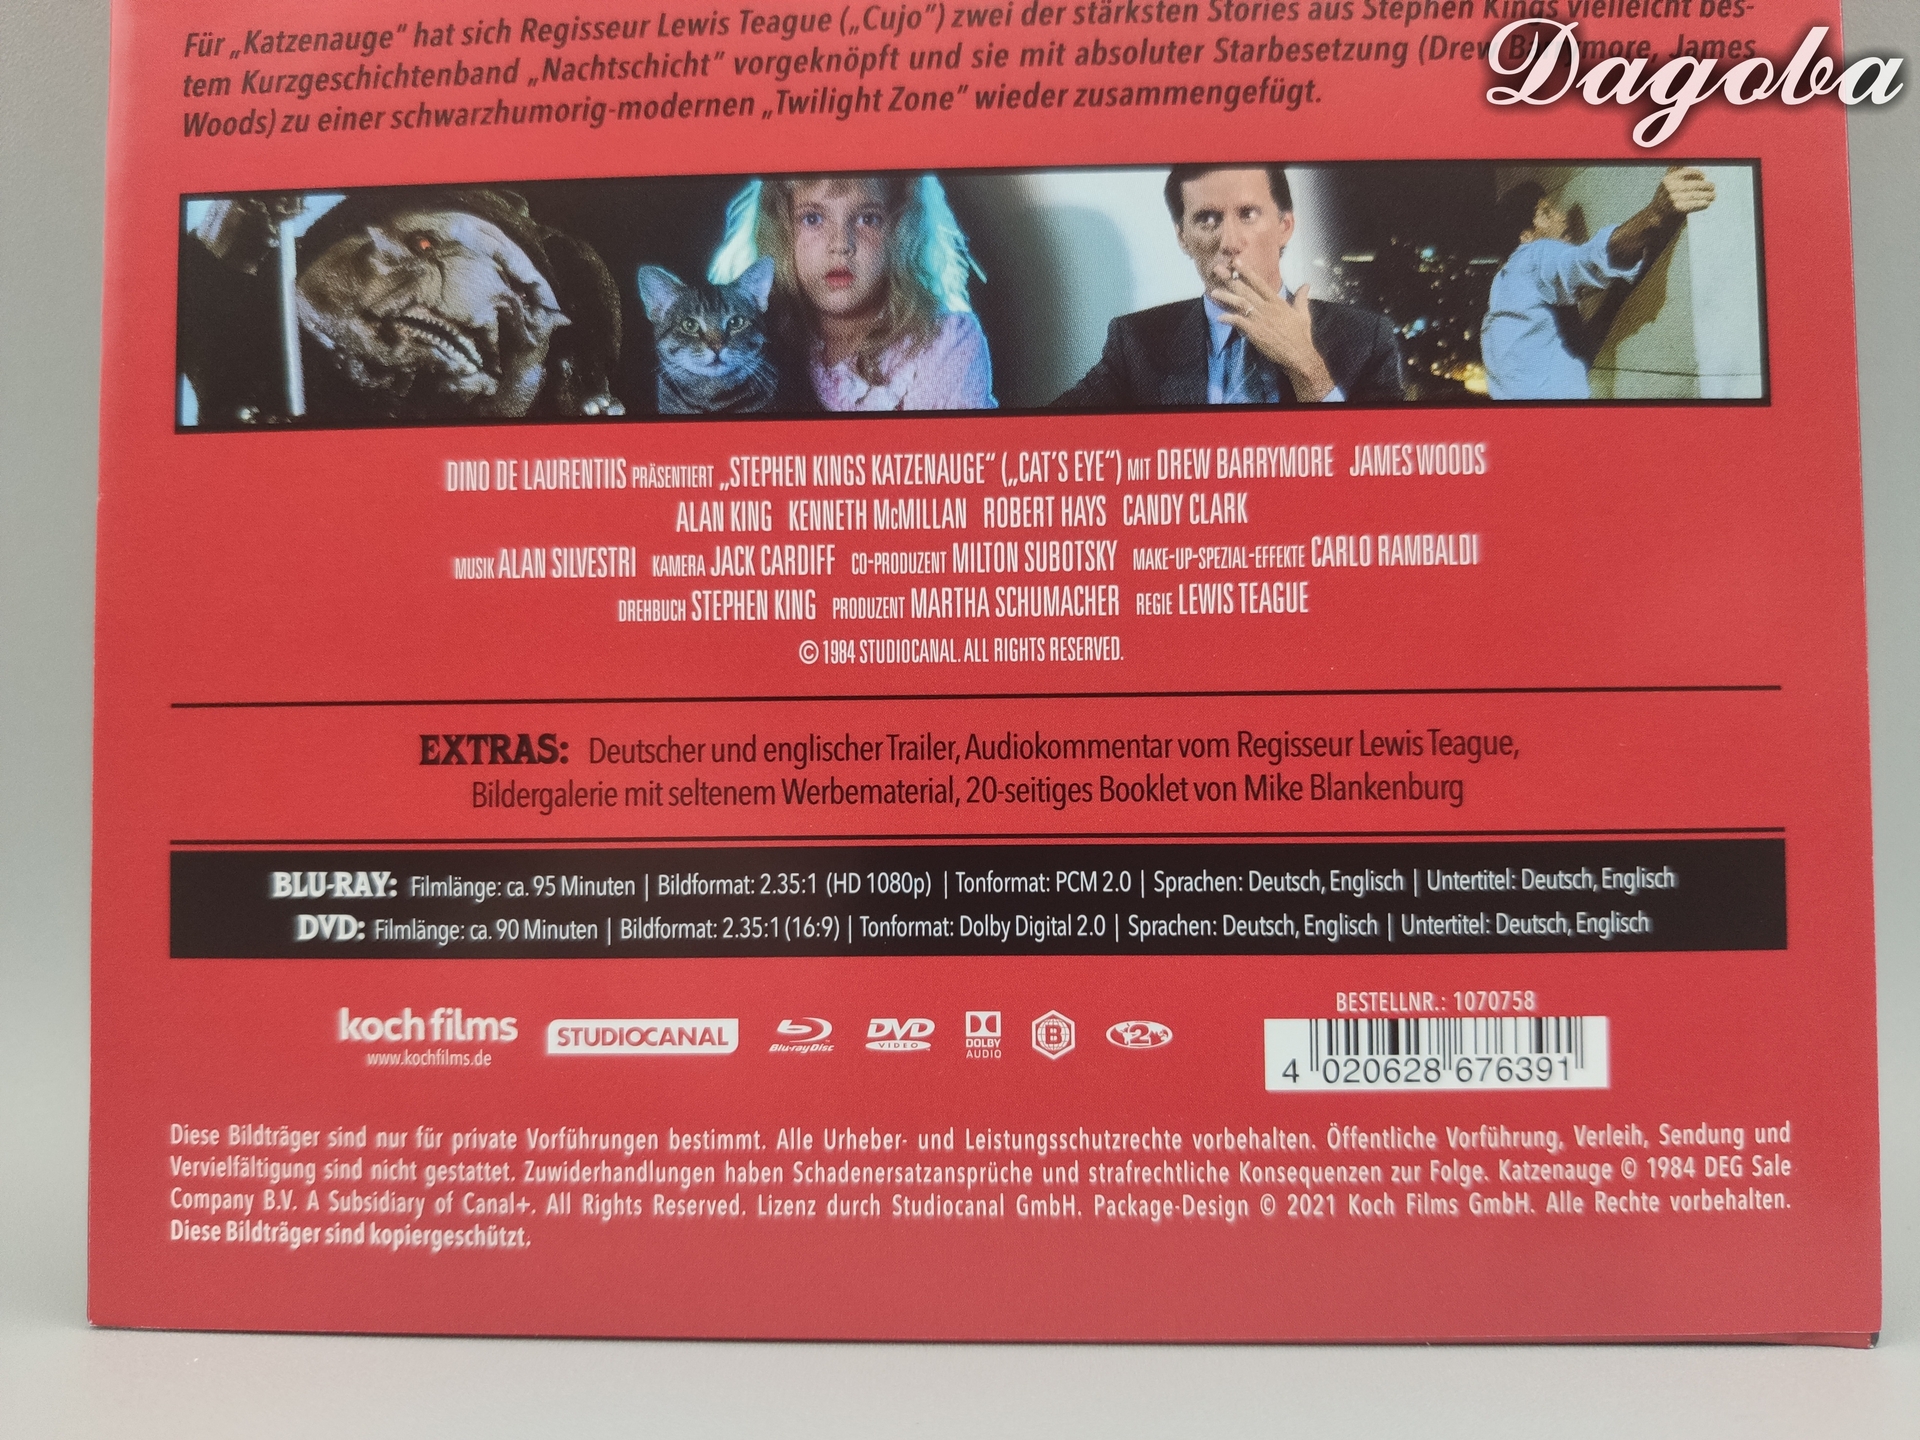 Für „Katzenauge“ hat sich Regisseur Lewis Teague („Cujo“) zwei der stärksten Stories aus Stephen Kings vielleicht bes-
tem Kurzgeschichtenband „Nachtschicht“ vorgeknöpft und sie mit absoluter Starbesetzung (Drew Barrymore, James
Woods) zu einer schwarzhumorig-modernen „Twilight Zone“ wieder zusammengefügt.
Dagoba
DINO DE LAURENTIIS PRÄSENTIERT „STEPHEN KINGS KATZENAUGE“ („CAT'S EYE“) MIT DREW BARRYMORE JAMES WOODS
ALAN KING KENNETH McMILLAN ROBERT HAYS CANDY CLARK
MUSIK ALAN SILVESTRI KAMERA JACK CARDIFF CO-PRODUZENT MILTON SUBOTSKY MAKE-UP-SPEZIAL-EFFEKTE CARLO RAMBALDI
DREHBUCH STEPHEN KING PRODUZENT MARTHA SCHUMACHER REGIE LEWIS TEAGUE
© 1984 STUDIOCANAL. ALL RIGHTS RESERVED.
EXTRAS: Deutscher und englischer Trailer, Audiokommentar vom Regisseur Lewis Teague,
Bildergalerie mit seltenem Werbematerial, 20-seitiges Booklet von Mike Blankenburg
BLU-RAY: Filmlänge: ca. 95 Minuten | Bildformat: 2.35:1 (HD 1080p) | Tonformat: PCM 2.0 | Sprachen: Deutsch, Englisch | Untertitel: Deutsch, Englisch
DVD: Filmlänge: ca. 90 Minuten | Bildformat: 2.35:1 (16:9) | Tonformat: Dolby Digital 2.0 | Sprachen: Deutsch, Englisch | Untertitel: Deutsch, Englisch
koch films
www.kochfilms.de
STUDIOCANAL
Blu-ray Disc
DVD
VIDEO
DOLBY
AUDIO
B
2
BESTELLNR.: 1070758
4 020628 676391
Diese Bildträger sind nur für private Vorführungen bestimmt. Alle Urheber- und Leistungsschutzrechte vorbehalten. Öffentliche Vorführung, Verleih, Sendung und
Vervielfältigung sind nicht gestattet. Zuwiderhandlungen haben Schadenersatzansprüche und strafrechtliche Konsequenzen zur Folge. Katzenauge © 1984 DEG Sale
Company B.V. A Subsidiary of Canal+. All Rights Reserved. Lizenz durch Studiocanal GmbH. Package-Design © 2021 Koch Films GmbH. Alle Rechte vorbehalten.
Diese Bildträger sind kopiergeschützt.